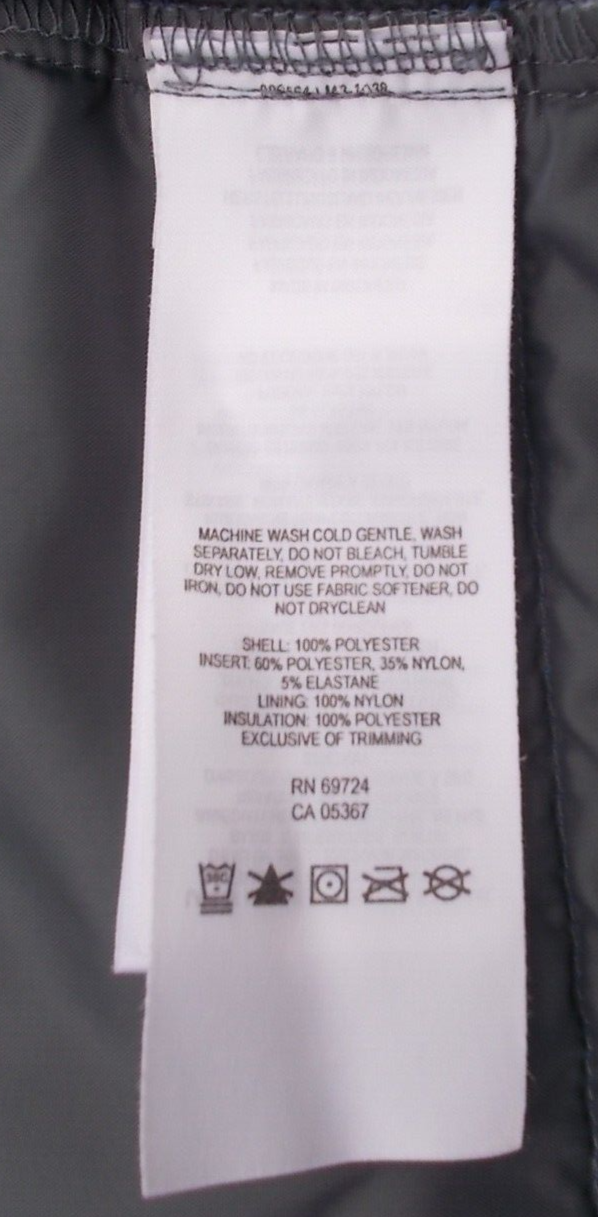 MACHINE WASH COLD GENTLE, WASH
SEPARATELY, DO NOT BLEACH, TUMBLE
DRY LOW, REMOVE PROMPTLY, DO NOT
IRON, DO NOT USE FABRIC SOFTENER, DO
NOT DRYCLEAN
SHELL: 100% POLYESTER
INSERT: 60% POLYESTER, 35% NYLON,
5% ELASTANE
LINING: 100% NYLON
INSULATION: 100% POLYESTER
EXCLUSIVE OF TRIMMING
RN 69724
CA 05367
30C